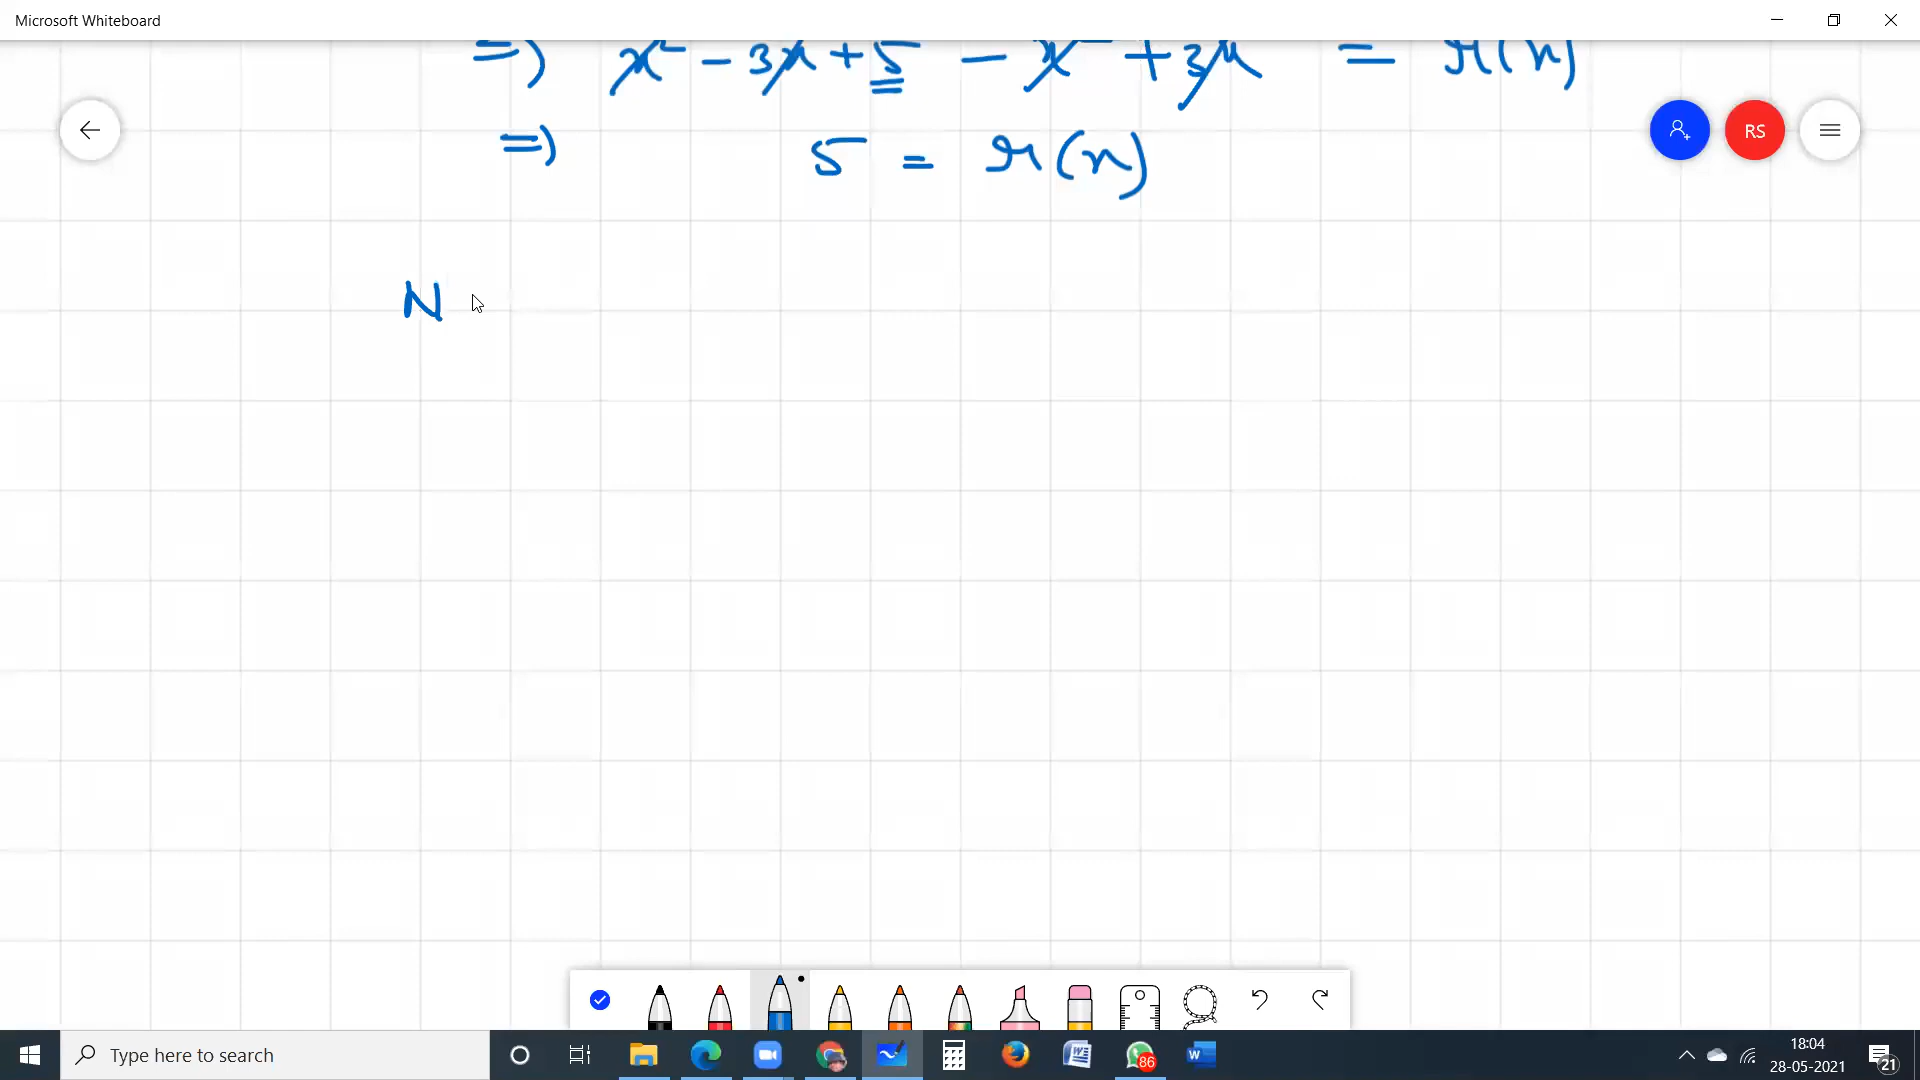 Microsoft Whiteboard
=) x² - 3x + 5 - x² + 3x = r(x)
=) 5 = r(x)
RS
N
Type here to search
86
W
18:04
28-05-2021
21